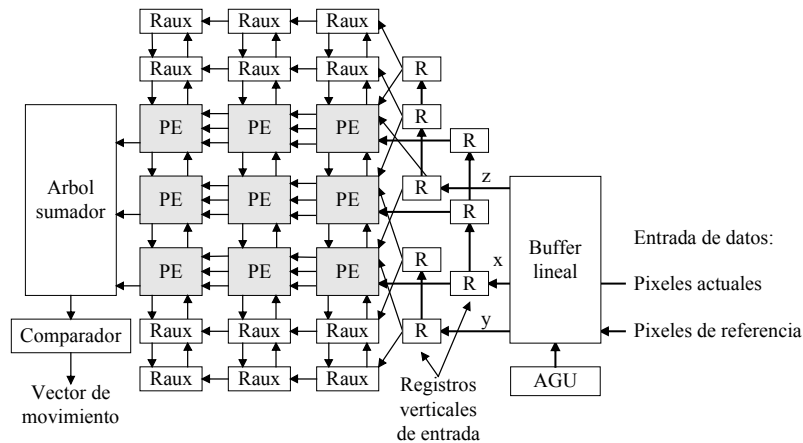 Raux Raux Raux
Raux Raux Raux R
R
PE PE PE R
z
Arbol sumador PE PE PE R R
Buffer lineal
Entrada de datos:
x
PE PE PE R R
Pixeles actuales
y
Comparador Raux Raux Raux R
Pixeles de referencia
Raux Raux Raux
AGU
Vector de
movimiento
Registros
verticales
de entrada